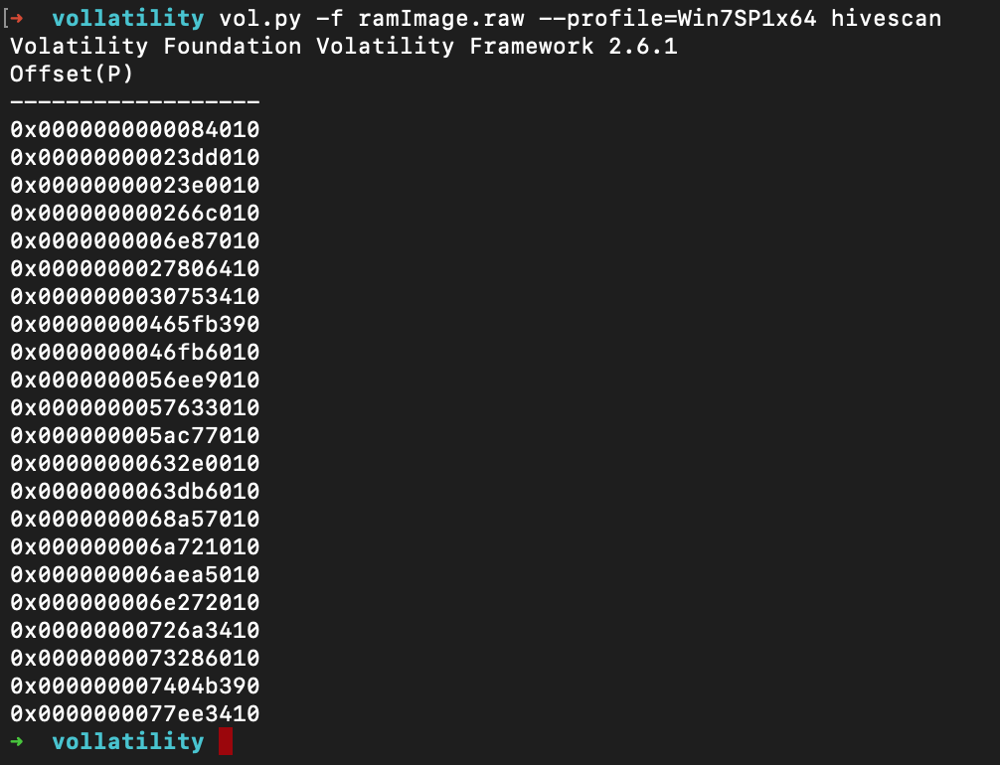 [➜  vollatility vol.py -f ramImage.raw --profile=Win7SP1x64 hivescan
Volatility Foundation Volatility Framework 2.6.1
Offset(P)
------------------
0x0000000000084010
0x00000000023dd010
0x00000000023e0010
0x000000000266c010
0x0000000006e87010
0x0000000027806410
0x0000000030753410
0x00000000465fb390
0x0000000046fb6010
0x0000000056ee9010
0x0000000057633010
0x000000005ac77010
0x00000000632e0010
0x0000000063db6010
0x0000000068a57010
0x000000006a721010
0x000000006aea5010
0x000000006e272010
0x00000000726a3410
0x0000000073286010
0x000000007404b390
0x0000000077ee3410
➜  vollatility